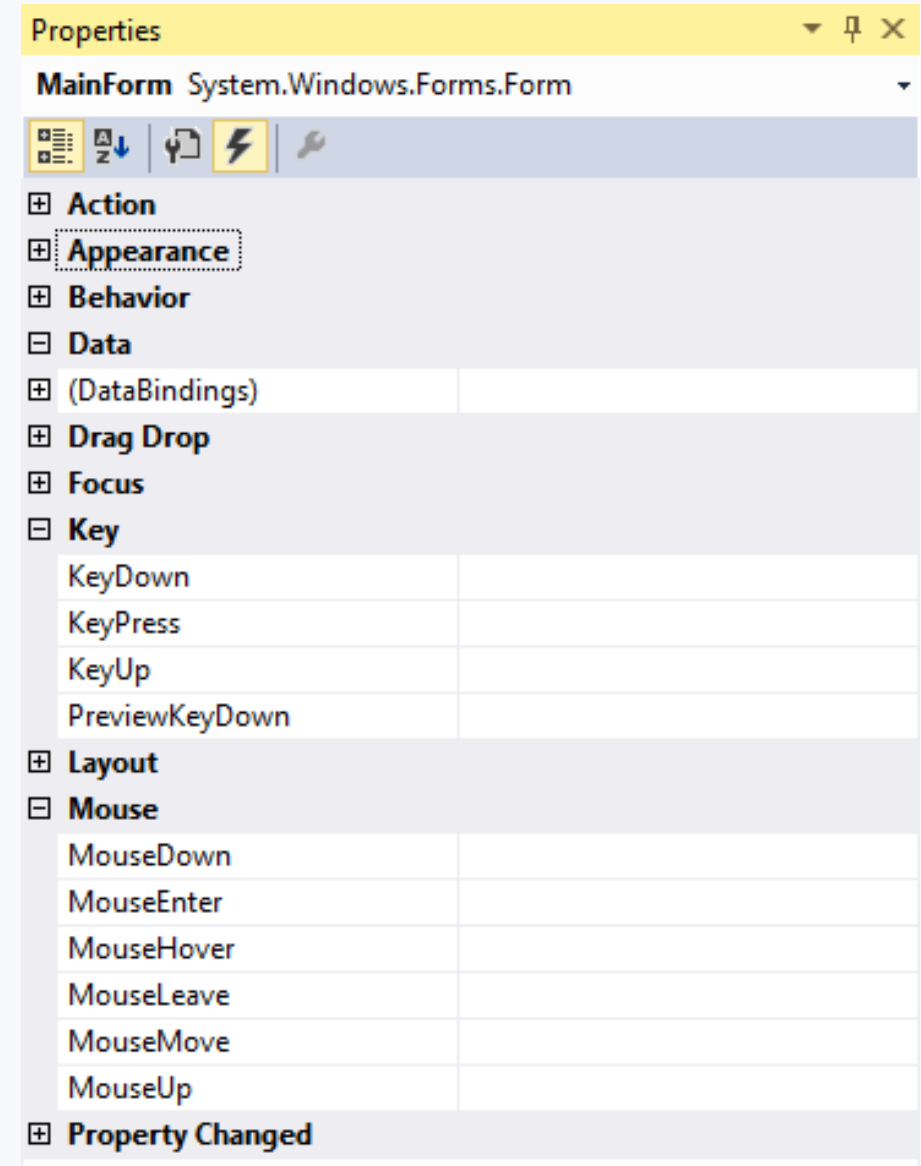 Properties
MainForm System.Windows.Forms.Form
Action
Appearance
Behavior
Data
(DataBindings)
Drag Drop
Focus
Key
KeyDown
KeyPress
KeyUp
PreviewKeyDown
Layout
Mouse
MouseDown
MouseEnter
MouseHover
MouseLeave
MouseMove
MouseUp
Property Changed